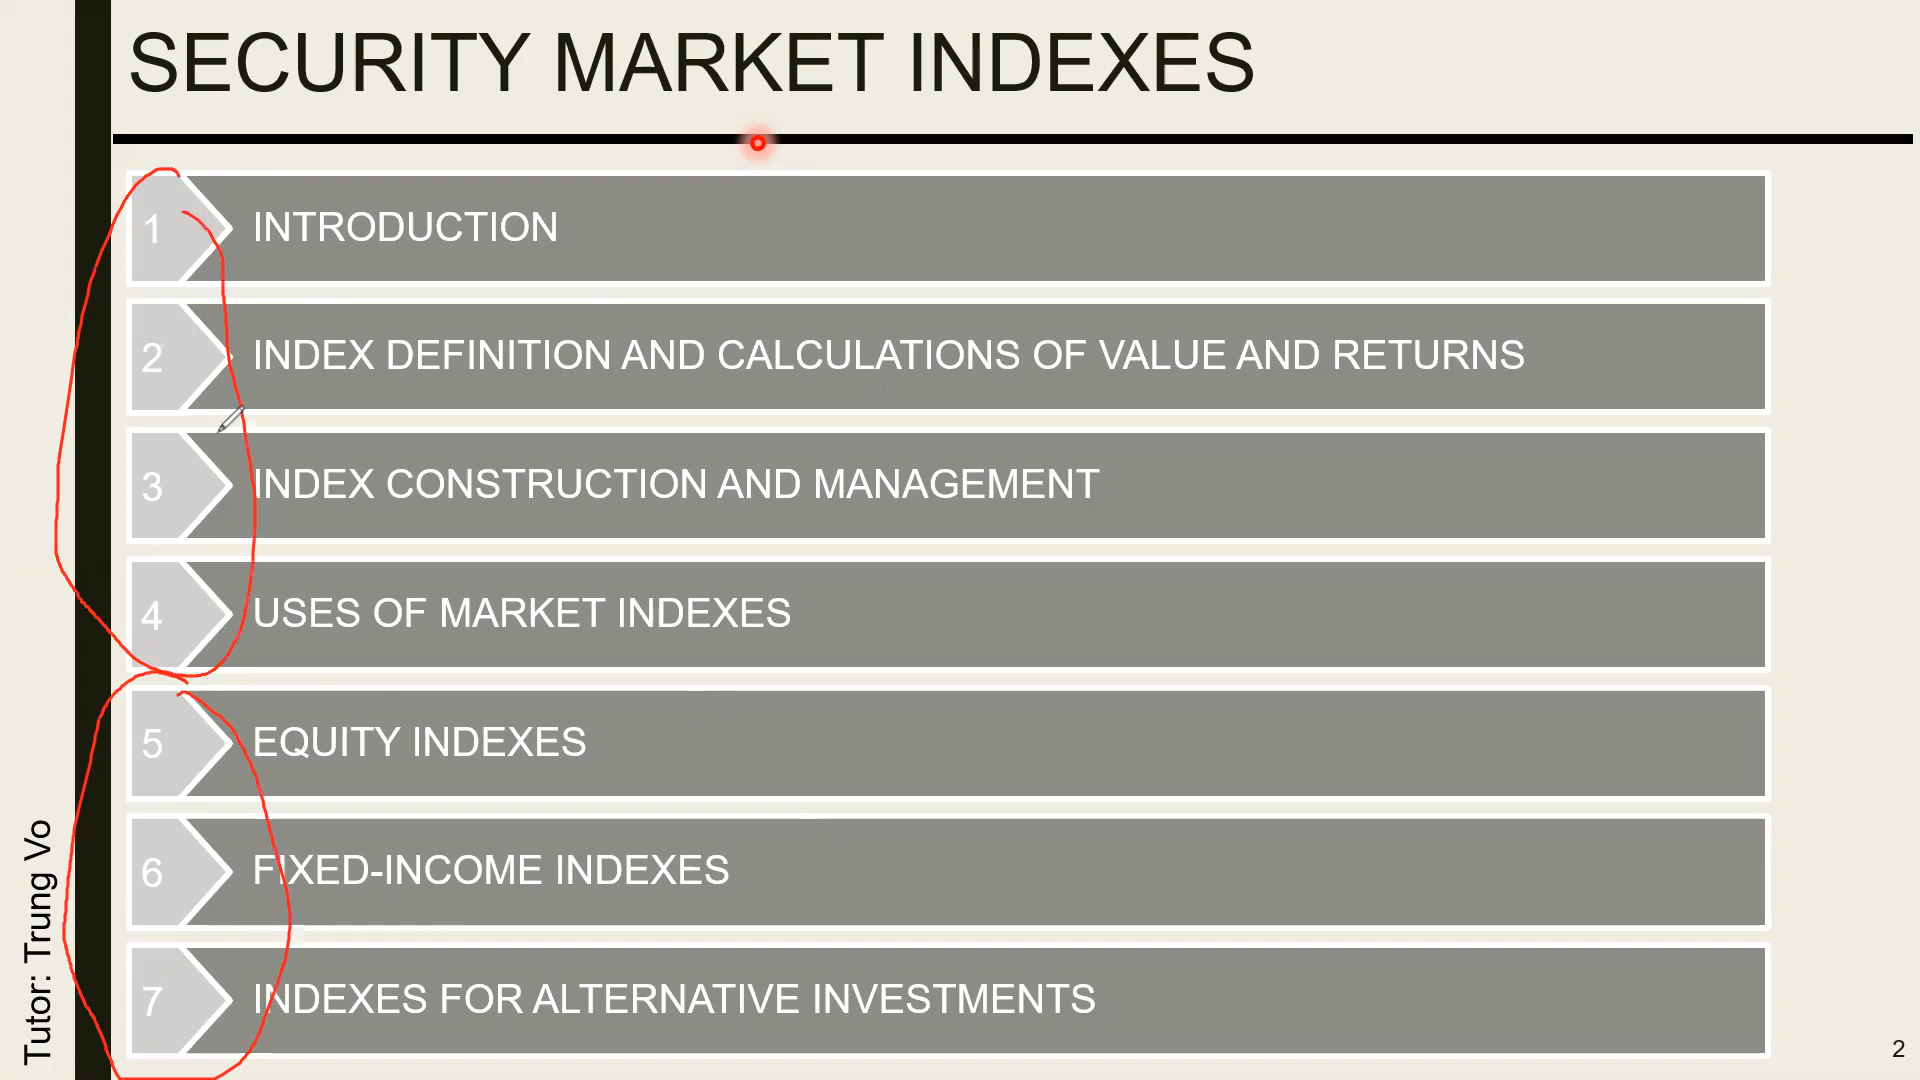 SECURITY MARKET INDEXES
1 INTRODUCTION
2 INDEX DEFINITION AND CALCULATIONS OF VALUE AND RETURNS
3 INDEX CONSTRUCTION AND MANAGEMENT
4 USES OF MARKET INDEXES
5 EQUITY INDEXES
6 FIXED-INCOME INDEXES
7 INDEXES FOR ALTERNATIVE INVESTMENTS
Tutor: Trung Vo
2